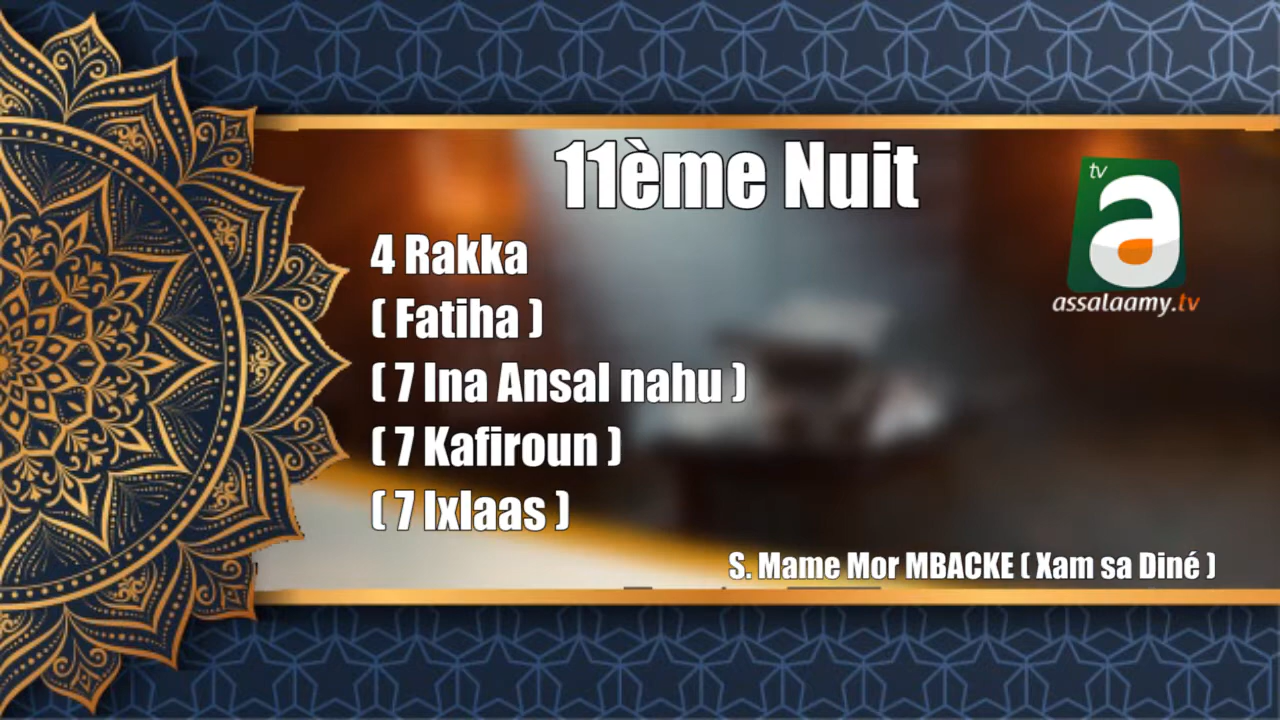 11ème Nuit
tv
a
assalaamy.tv
4 Rakka
( Fatiha )
( 7 Ina Ansal nahu )
( 7 Kafiroun )
( 7 Ixlaas )
S. Mame Mor MBACKE ( Xam sa Diné )